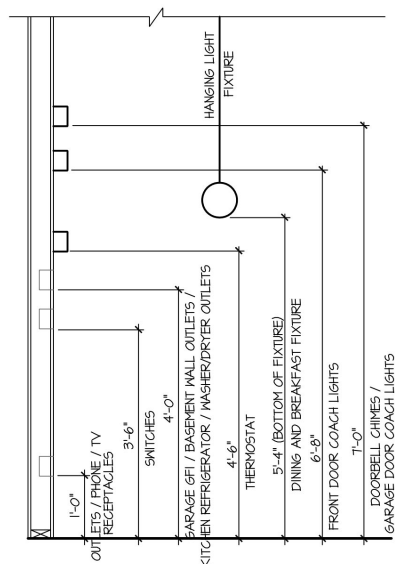 HANGING LIGHT
FIXTURE
1'-0"
OUTLETS / PHONE / TV
RECEPTACLES
3'-6"
SWITCHES
4'-0"
GARAGE GFI / BASEMENT WALL OUTLETS /
KITCHEN REFRIGERATOR / WASHER/DRYER OUTLETS
4'-6"
THERMOSTAT
5'-4" (BOTTOM OF FIXTURE)
DINING AND BREAKFAST FIXTURE
6'-8"
FRONT DOOR COACH LIGHTS
7'-0"
DOORBELL CHIMES /
GARAGE DOOR COACH LIGHTS